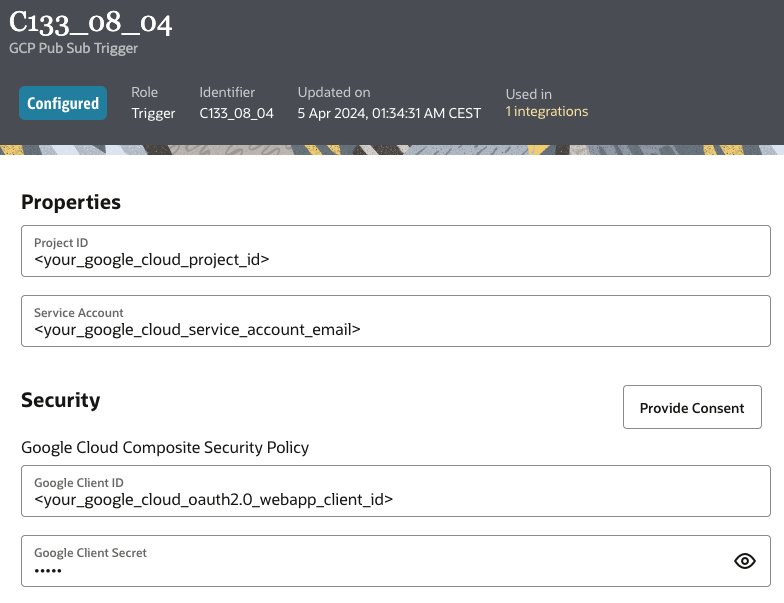 C133_08_04
GCP Pub Sub Trigger
Configured
Role
Trigger
Identifier
C133_08_04
Updated on
5 Apr 2024, 01:34:31 AM CEST
Used in
1 integrations
Properties
Project ID
<your_google_cloud_project_id>
Service Account
<your_google_cloud_service_account_email>
Security
Provide Consent
Google Cloud Composite Security Policy
Google Client ID
<your_google_cloud_oauth2.0_webapp_client_id>
Google Client Secret
•••••